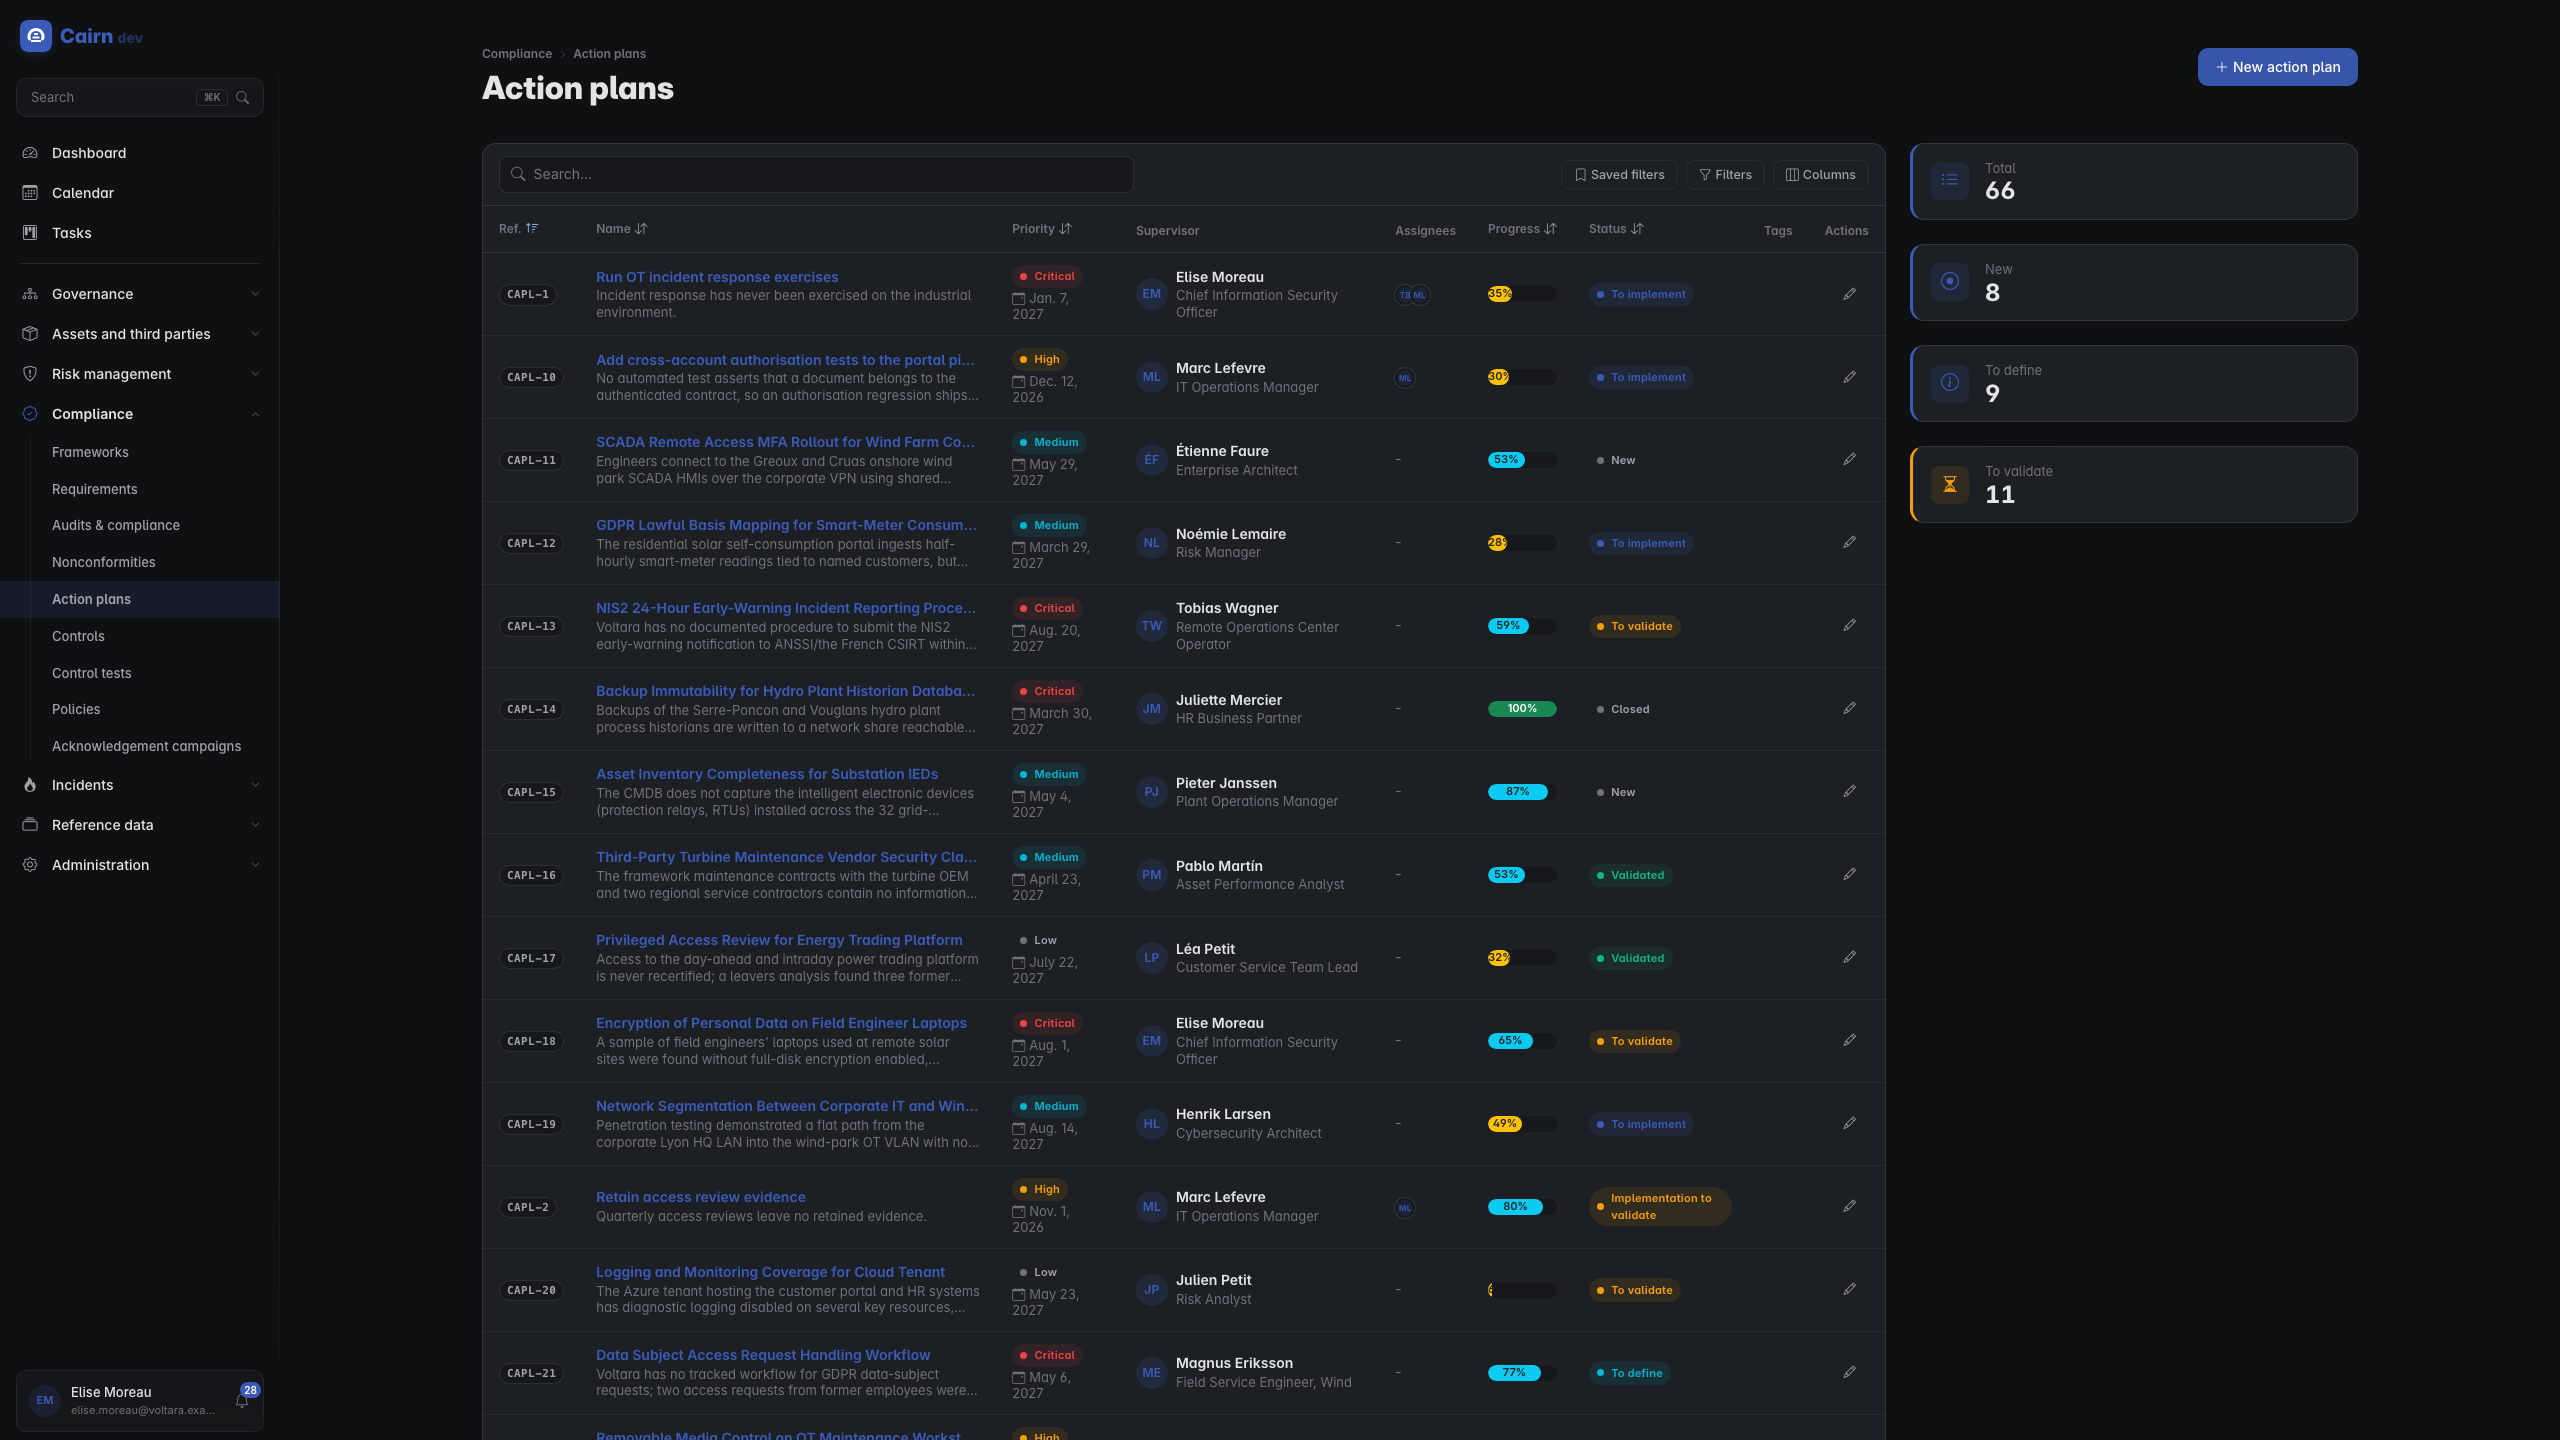 Cairn dev
Search ⌘K
Dashboard
Calendar
Tasks
Governance
Assets and third parties
Risk management
Compliance
Frameworks
Requirements
Audits & compliance
Nonconformities
Action plans
Controls
Control tests
Policies
Acknowledgement campaigns
Incidents
Reference data
Administration
EM
Elise Moreau
elise.moreau@voltara.exa...
28
Compliance Action plans
Action plans
New action plan
Search...
Saved filters
Filters
Columns
Ref. Name Priority Supervisor Assignees Progress Status Tags Actions
CAPL-1
Run OT incident response exercises
Incident response has never been exercised on the industrial
environment.
Critical
Jan. 7,
2027
EM
Elise Moreau
Chief Information Security
Officer
TB ML
35%
To implement
CAPL-10
Add cross-account authorisation tests to the portal pi...
No automated test asserts that a document belongs to the
authenticated contract, so an authorisation regression ships...
High
Dec. 12,
2026
ML
Marc Lefevre
IT Operations Manager
ML
30%
To implement
CAPL-11
SCADA Remote Access MFA Rollout for Wind Farm Co...
Engineers connect to the Greoux and Cruas onshore wind
park SCADA HMIs over the corporate VPN using shared...
Medium
May 29,
2027
ÉF
Étienne Faure
Enterprise Architect
-
53%
New
CAPL-12
GDPR Lawful Basis Mapping for Smart-Meter Consum...
The residential solar self-consumption portal ingests half-
hourly smart-meter readings tied to named customers, but...
Medium
March 29,
2027
NL
Noémie Lemaire
Risk Manager
-
28%
To implement
CAPL-13
NIS2 24-Hour Early-Warning Incident Reporting Proce...
Voltara has no documented procedure to submit the NIS2
early-warning notification to ANSSI/the French CSIRT within...
Critical
Aug. 20,
2027
TW
Tobias Wagner
Remote Operations Center
Operator
-
59%
To validate
CAPL-14
Backup Immutability for Hydro Plant Historian Databa...
Backups of the Serre-Poncon and Vouglans hydro plant
process historians are written to a network share reachable...
Critical
March 30,
2027
JM
Juliette Mercier
HR Business Partner
-
100%
Closed
CAPL-15
Asset Inventory Completeness for Substation IEDs
The CMDB does not capture the intelligent electronic devices
(protection relays, RTUs) installed across the 32 grid-...
Medium
May 4,
2027
PJ
Pieter Janssen
Plant Operations Manager
-
87%
New
CAPL-16
Third-Party Turbine Maintenance Vendor Security Cla...
The framework maintenance contracts with the turbine OEM
and two regional service contractors contain no information...
Medium
April 23,
2027
PM
Pablo Martín
Asset Performance Analyst
-
53%
Validated
CAPL-17
Privileged Access Review for Energy Trading Platform
Access to the day-ahead and intraday power trading platform
is never recertified; a leavers analysis found three former...
Low
July 22,
2027
LP
Léa Petit
Customer Service Team Lead
-
32%
Validated
CAPL-18
Encryption of Personal Data on Field Engineer Laptops
A sample of field engineers' laptops used at remote solar
sites were found without full-disk encryption enabled,...
Critical
Aug. 1,
2027
EM
Elise Moreau
Chief Information Security
Officer
-
65%
To validate
CAPL-19
Network Segmentation Between Corporate IT and Win...
Penetration testing demonstrated a flat path from the
corporate Lyon HQ LAN into the wind-park OT VLAN with no...
Medium
Aug. 14,
2027
HL
Henrik Larsen
Cybersecurity Architect
-
49%
To implement
CAPL-2
Retain access review evidence
Quarterly access reviews leave no retained evidence.
High
Nov. 1,
2026
ML
Marc Lefevre
IT Operations Manager
ML
80%
Implementation to
validate
CAPL-20
Logging and Monitoring Coverage for Cloud Tenant
The Azure tenant hosting the customer portal and HR systems
has diagnostic logging disabled on several key resources,...
Low
May 23,
2027
JP
Julien Petit
Risk Analyst
-
To validate
CAPL-21
Data Subject Access Request Handling Workflow
Voltara has no tracked workflow for GDPR data-subject
requests; two access requests from former employees were...
Critical
May 6,
2027
ME
Magnus Eriksson
Field Service Engineer, Wind
-
77%
To define
Removable Media Control on OT Maintenance Workst...
High
Total
66
New
8
To define
9
To validate
11